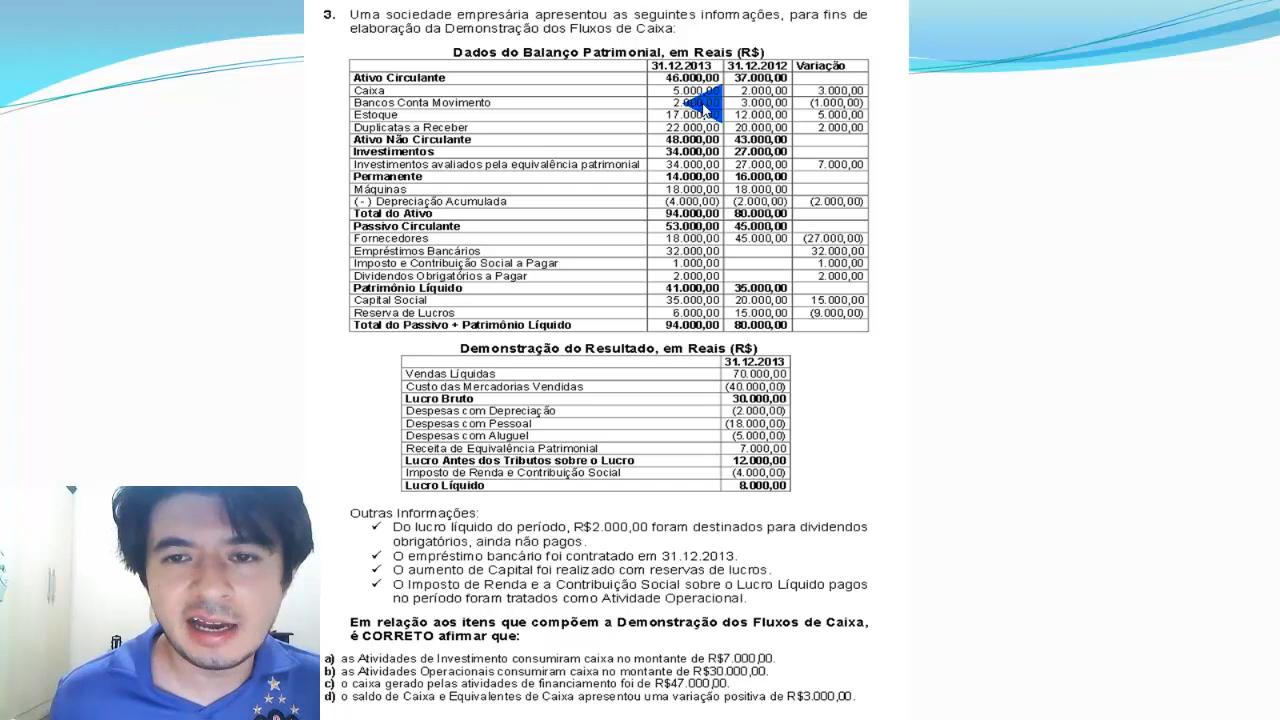 3. Uma sociedade empresária apresentou as seguintes informações, para fins de
elaboração da Demonstração dos Fluxos de Caixa:
Dados do Balanço Patrimonial, em Reais (R$)
31.12.2013 31.12.2012 Variação
Ativo Circulante 46.000,00 37.000,00
Caixa 5.000,00 2.000,00 3.000,00
Bancos Conta Movimento 3.000,00 (1.000,00)
Estoque 12.000,00 5.000,00
Duplicatas a Receber 22.000,00 20.000,00 2.000,00
Ativo Não Circulante 48.000,00 43.000,00
Investimentos 34.000,00 27.000,00
Investimentos avaliados pela equivalência patrimonial 34.000,00 27.000,00 7.000,00
Permanente 14.000,00 16.000,00
Máquinas 18.000,00 18.000,00
( - ) Depreciação Acumulada (4.000,00) (2.000,00) (2.000,00)
Total do Ativo 94.000,00 80.000,00
Passivo Circulante 53.000,00 45.000,00
Fornecedores 18.000,00 45.000,00 (27.000,00)
Empréstimos Bancários 32.000,00 32.000,00
Imposto e Contribuição Social a Pagar 1.000,00 1.000,00
Dividendos Obrigatórios a Pagar 2.000,00 2.000,00
Patrimônio Líquido 41.000,00 35.000,00
Capital Social 35.000,00 20.000,00 15.000,00
Reserva de Lucros 6.000,00 15.000,00 (9.000,00)
Total do Passivo + Patrimônio Líquido 94.000,00 80.000,00
Demonstração do Resultado, em Reais (R$)
31.12.2013
Vendas Líquidas 70.000,00
Custo das Mercadorias Vendidas (40.000,00)
Lucro Bruto 30.000,00
Despesas com Depreciação (2.000,00)
Despesas com Pessoal (18.000,00)
Despesas com Aluguel (5.000,00)
Receita de Equivalência Patrimonial 7.000,00
Lucro Antes dos Tributos sobre o Lucro 12.000,00
Imposto de Renda e Contribuição Social (4.000,00)
Lucro Líquido 8.000,00
Outras Informações:
✓ Do lucro líquido do período, R$2.000,00 foram destinados para dividendos
obrigatórios, ainda não pagos.
✓ O empréstimo bancário foi contratado em 31.12.2013.
✓ O aumento de Capital foi realizado com reservas de lucros.
✓ O Imposto de Renda e a Contribuição Social sobre o Lucro Líquido pagos
no período foram tratados como Atividade Operacional.
Em relação aos itens que compõem a Demonstração dos Fluxos de Caixa,
é CORRETO afirmar que:
a) as Atividades de Investimento consumiram caixa no montante de R$7.000,00.
b) as Atividades Operacionais consumiram caixa no montante de R$30.000,00.
c) o caixa gerado pelas atividades de financiamento foi de R$47.000,00.
d) o saldo de Caixa e Equivalentes de Caixa apresentou uma variação positiva de R$3.000,00.